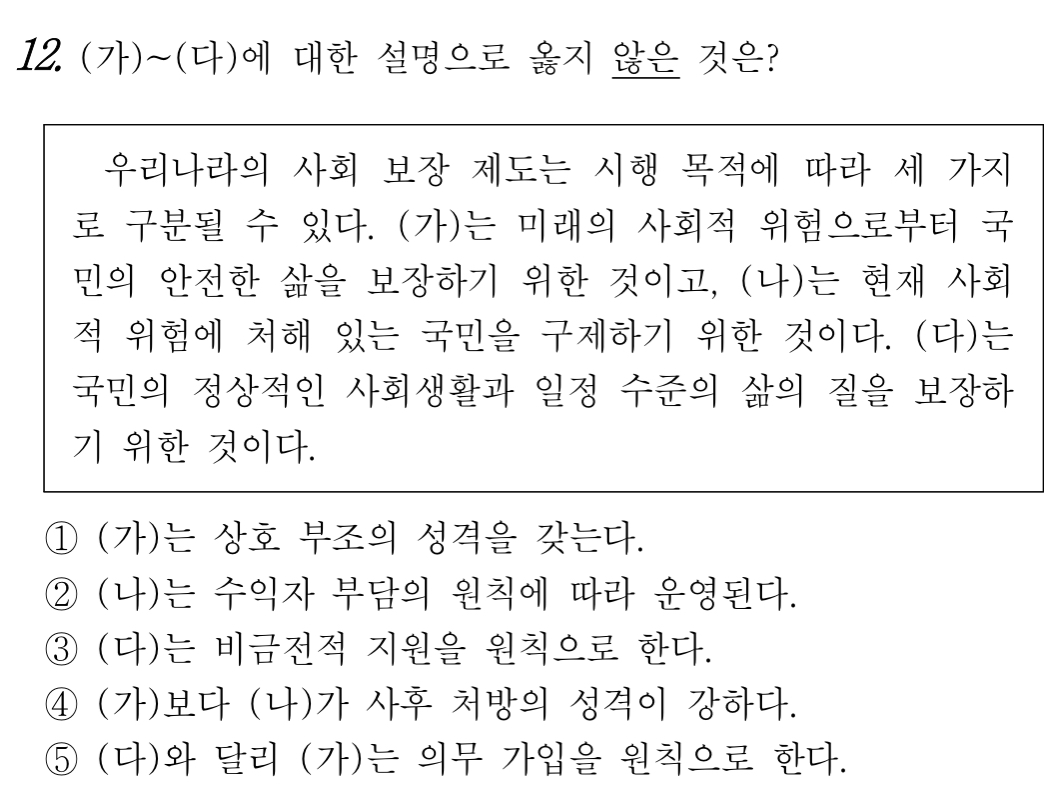 12. (가)~(다)에 대한 설명으로 옳지 않은 것은?
우리나라의 사회 보장 제도는 시행 목적에 따라 세 가지
로 구분될 수 있다. (가)는 미래의 사회적 위험으로부터 국
민의 안전한 삶을 보장하기 위한 것이고, (나)는 현재 사회
적 위험에 처해 있는 국민을 구제하기 위한 것이다. (다)는
국민의 정상적인 사회생활과 일정 수준의 삶의 질을 보장하
기 위한 것이다.
① (가)는 상호 부조의 성격을 갖는다.
② (나)는 수익자 부담의 원칙에 따라 운영된다.
③ (다)는 비금전적 지원을 원칙으로 한다.
④ (가)보다 (나)가 사후 처방의 성격이 강하다.
⑤ (다)와 달리 (가)는 의무 가입을 원칙으로 한다.